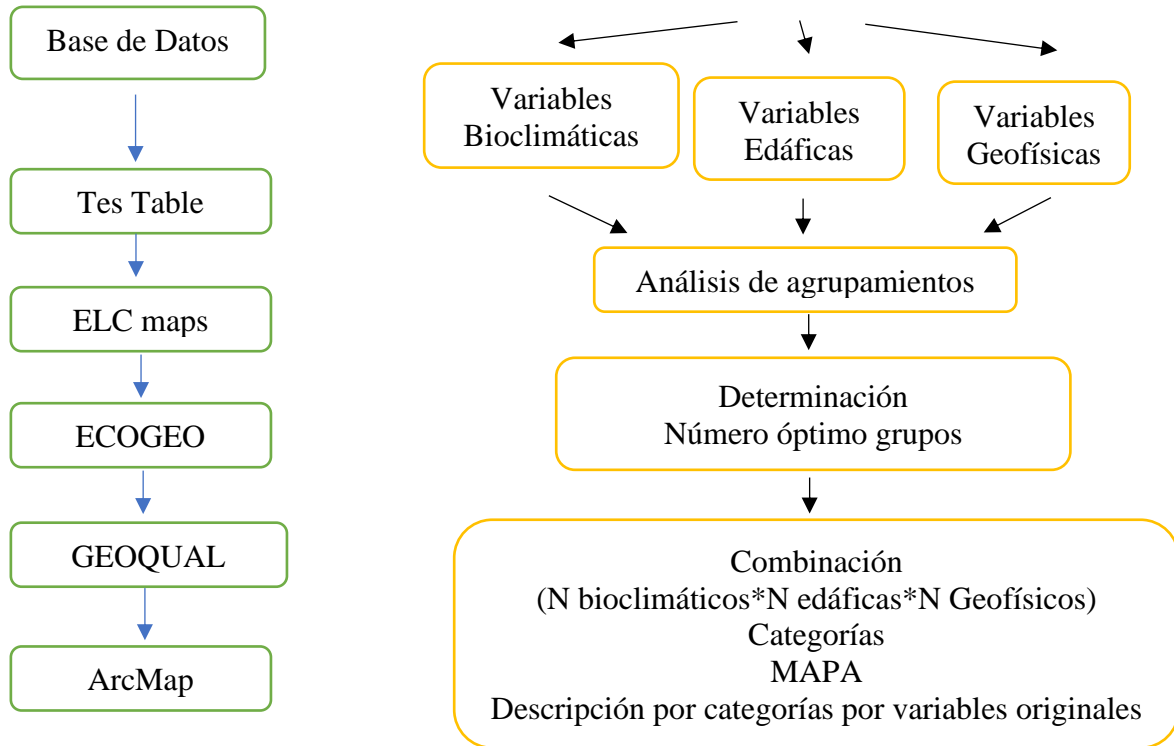 Base de Datos
Tes Table
ELC maps
ECOGEO
GEOQUAL
ArcMap
Variables
Bioclimáticas
Variables
Edáficas
Variables
Geofísicas
Análisis de agrupamientos
Determinación
Número óptimo grupos
Combinación
(N bioclimáticos*N edáficas*N Geofísicos)
Categorías
MAPA
Descripción por categorías por variables originales